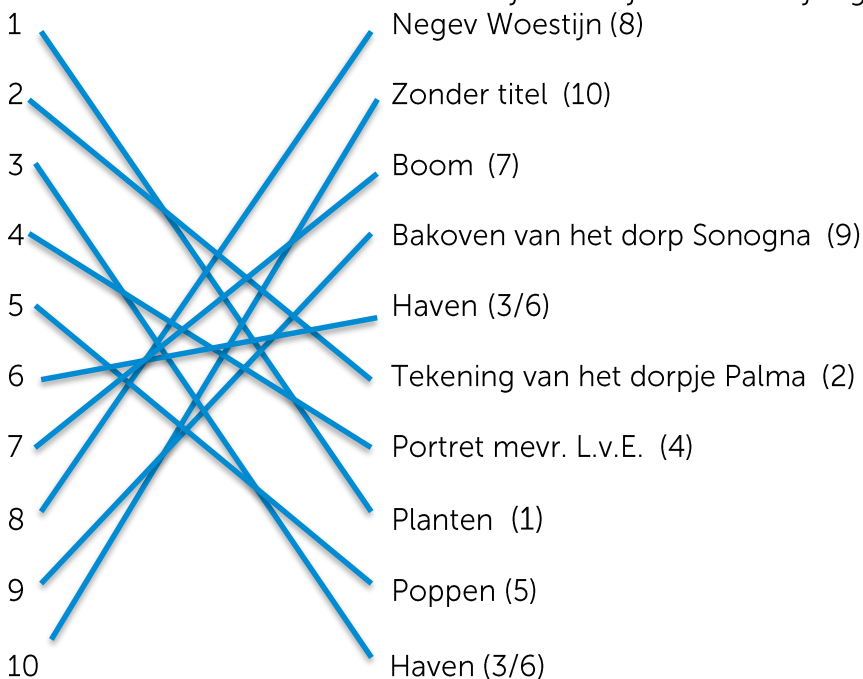 1 Negev Woestijn (8)
2 Zonder titel (10)
3 Boom (7)
4 Bakoven van het dorp Sonogna (9)
5 Haven (3/6)
6 Tekening van het dorpje Palma (2)
7 Portret mevr. L.v.E. (4)
8 Planten (1)
9 Poppen (5)
10 Haven (3/6)